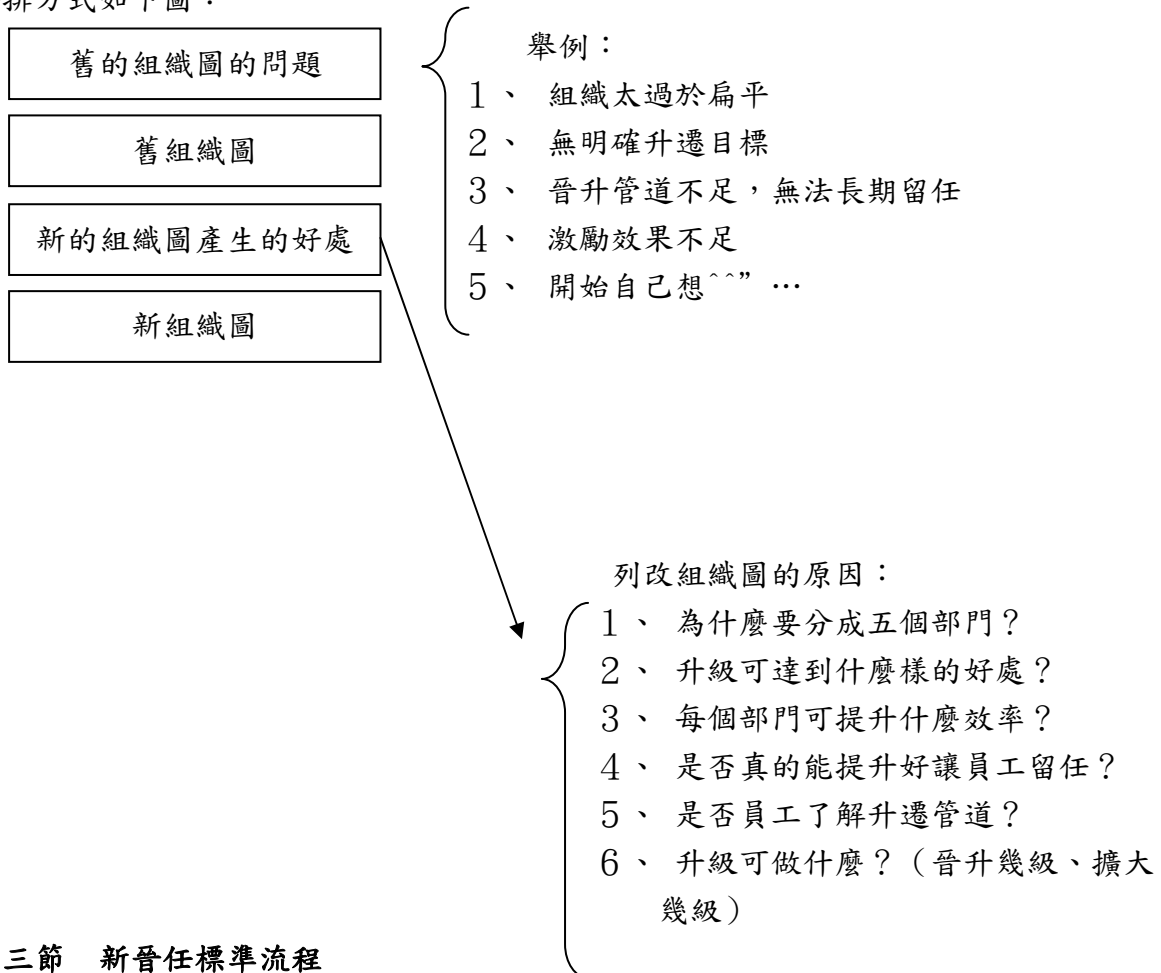 排方式如下圖：
舊的組織圖的問題
舊組織圖
新的組織圖產生的好處
新組織圖
舉例：
1、 組織太過於扁平
2、 無明確升遷目標
3、 晉升管道不足，無法長期留任
4、 激勵效果不足
5、 開始自己想^^” …
列改組織圖的原因：
1、 為什麼要分成五個部門？
2、 升級可達到什麼樣的好處？
3、 每個部門可提升什麼效率？
4、 是否真的能提升好讓員工留任？
5、 是否員工了解升遷管道？
6、 升級可做什麼？（晉升幾級、擴大
幾級）
三節 新晉任標準流程